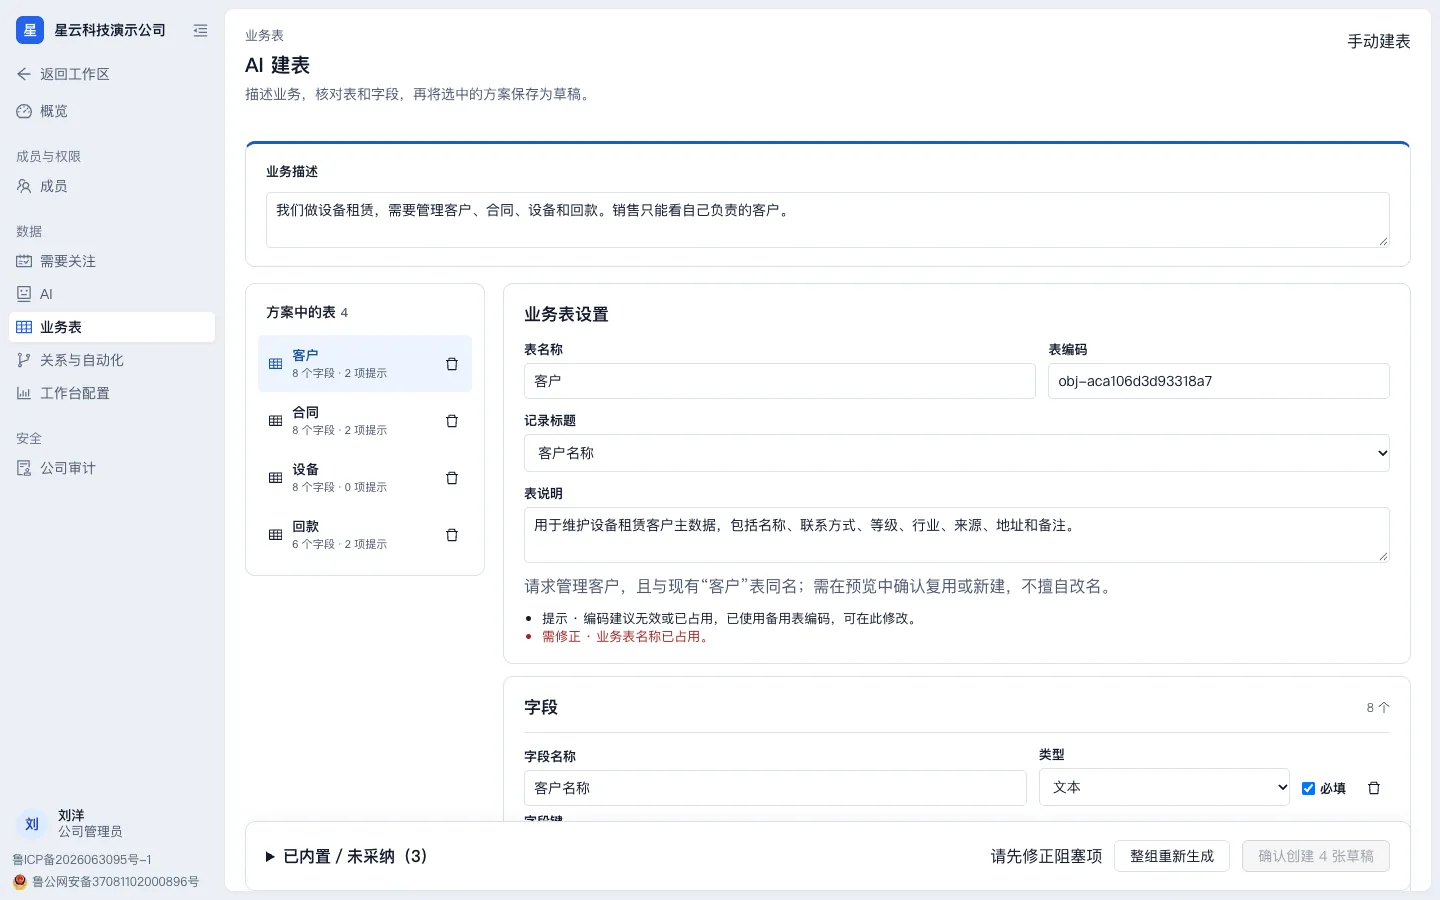 星 星云科技演示公司
返回工作区
概览
成员与权限
成员
数据
需要关注
AI
业务表
关系与自动化
工作台配置
安全
公司审计
刘
刘洋
公司管理员
鲁ICP备2026063095号-1
鲁公网安备37081102000896号
业务表
AI 建表
描述业务，核对表和字段，再将选中的方案保存为草稿。
手动建表
业务描述
我们做设备租赁，需要管理客户、合同、设备和回款。销售只能看自己负责的客户。
方案中的表 4
客户
8 个字段 · 2 项提示
合同
8 个字段 · 2 项提示
设备
8 个字段 · 0 项提示
回款
6 个字段 · 2 项提示
业务表设置
表名称
客户
表编码
obj-aca106d3d93318a7
记录标题
客户名称
表说明
用于维护设备租赁客户主数据，包括名称、联系方式、等级、行业、来源、地址和备注。
请求管理客户，且与现有“客户”表同名；需在预览中确认复用或新建，不擅自改名。
提示 · 编码建议无效或已占用，已使用备用表编码，可在此修改。
需修正 · 业务表名称已占用。
字段
8 个
字段名称
客户名称
类型
文本
必填
字段键
已内置 / 未采纳（3）
请先修正阻塞项
整组重新生成
确认创建 4 张草稿